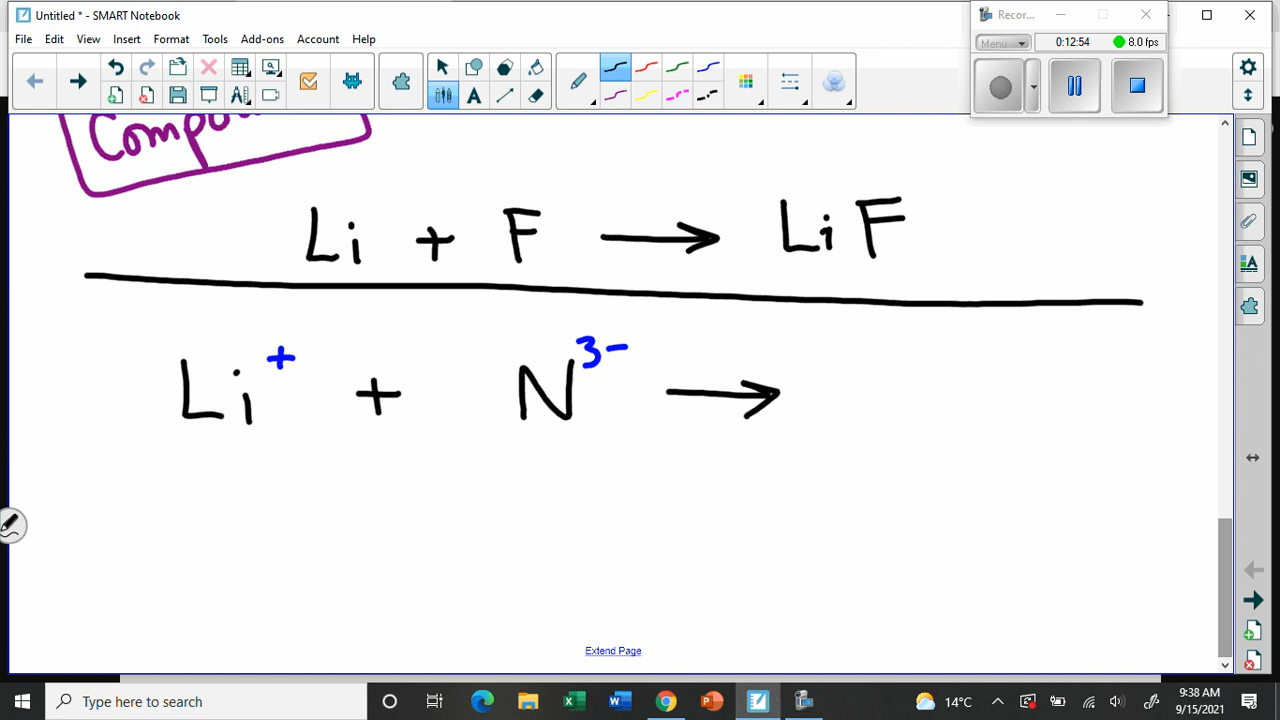 Untitled * - SMART Notebook
File Edit View Insert Format Tools Add-ons Account Help
Recor...
Menu
0:12:54
8.0 fps
Li + F → LiF
Li⁺ + N³⁻ →
Extend Page
Type here to search
14°C
9:38 AM
9/15/2021